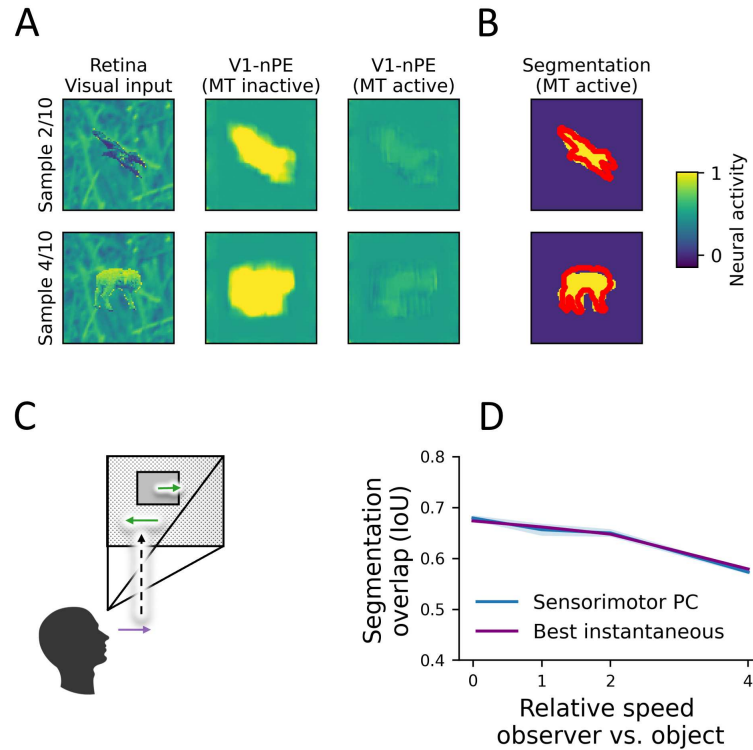 A
B
Retina
Visual input
V1-nPE
(MT inactive)
V1-nPE
(MT active)
Segmentation
(MT active)
Sample 2/10
Sample 4/10
1
0
Neural activity
C
D
0.8
0.7
0.6
0.5
0.4
Segmentation
overlap (IoU)
Sensorimotor PC
Best instantaneous
0
1
2
4
Relative speed
observer vs. object